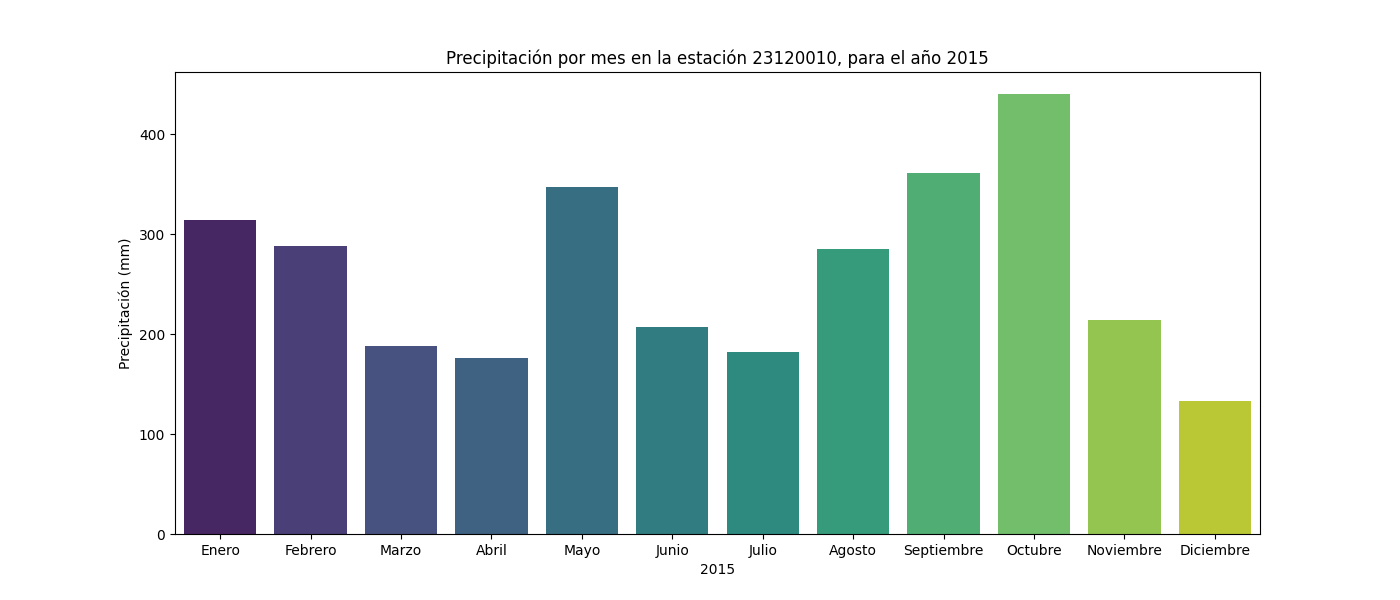 Precipitación por mes en la estación 23120010, para el año 2015
Precipitación (mm)
400
300
200
100
0
Enero Febrero Marzo Abril Mayo Junio Julio Agosto Septiembre Octubre Noviembre Diciembre
2015